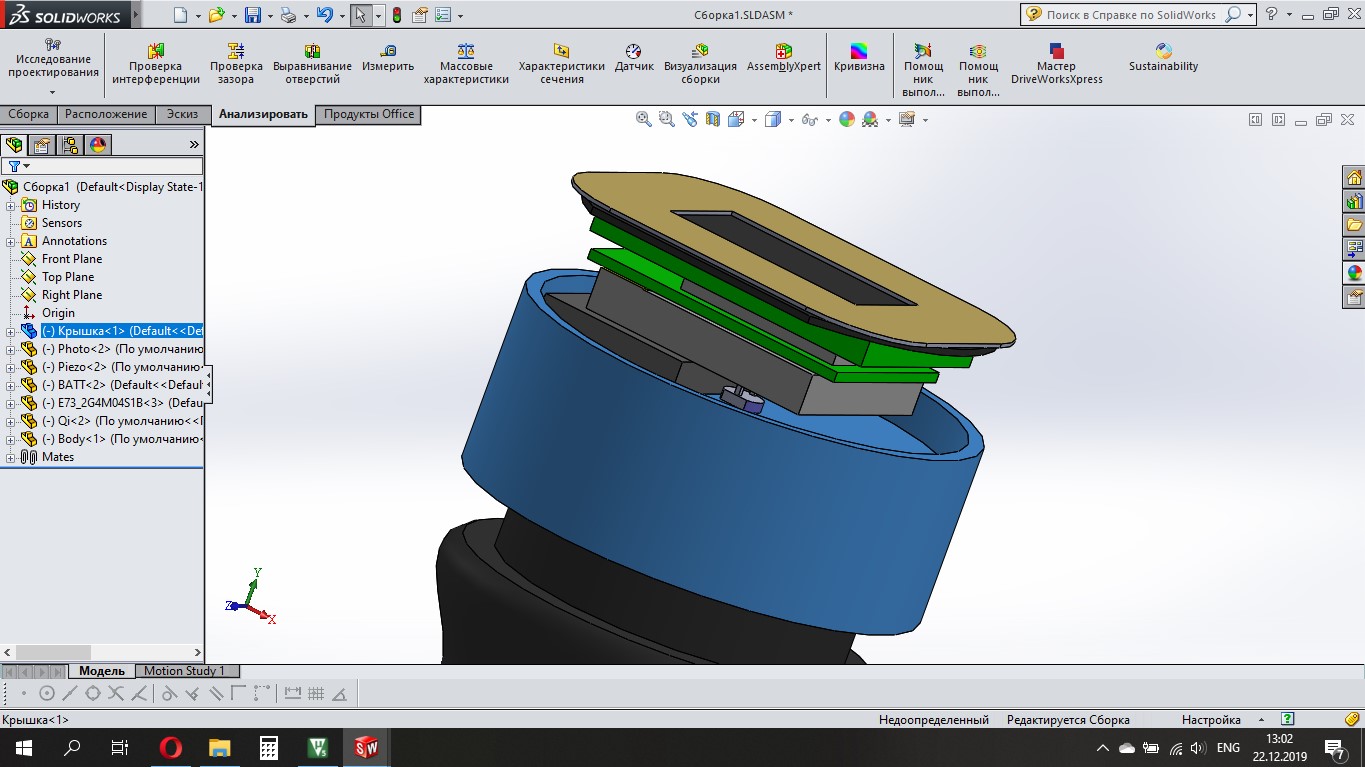 SOLIDWORKS
Сборка1.SLDASM *
Поиск в Справке по SolidWorks
Исследование
проектирования
Проверка
интерференции
Проверка
зазора
Выравнивание
отверстий
Измерить
Массовые
характеристики
Характеристики
сечения
Датчик
Визуализация
сборки
AssemblyXpert
Кривизна
Помощ
ник
выпол...
Помощ
ник
выпол...
Мастер
DriveWorksXpress
Sustainability
Сборка
Расположение
Эскиз
Анализировать
Продукты Office
Сборка1 (Default<Display State-1
History
Sensors
Annotations
Front Plane
Top Plane
Right Plane
Origin
(-) Крышка<1> (Default<<Def
(-) Photo<2> (По умолчанию
(-) Piezo<2> (По умолчанию<
(-) BATT<2> (Default<<Defaul
(-) E73_2G4M04S1B<3> (Defau
(-) Qi<2> (По умолчанию<<П
(-) Body<1> (По умолчанию<
Mates
Y
Z
X
Модель
Motion Study 1
Крышка<1>
Недоопределенный
Редактируется Сборка
Настройка
ENG
13:02
22.12.2019
7